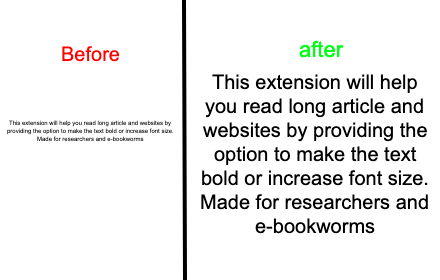 Before
This extension will help you read long article and websites by
providing the option to make the text bold or increase font size.
Made for researchers and e-bookworms
after
This extension will help
you read long article and
websites by providing the
option to make the text
bold or increase font size.
Made for researchers and
e-bookworms